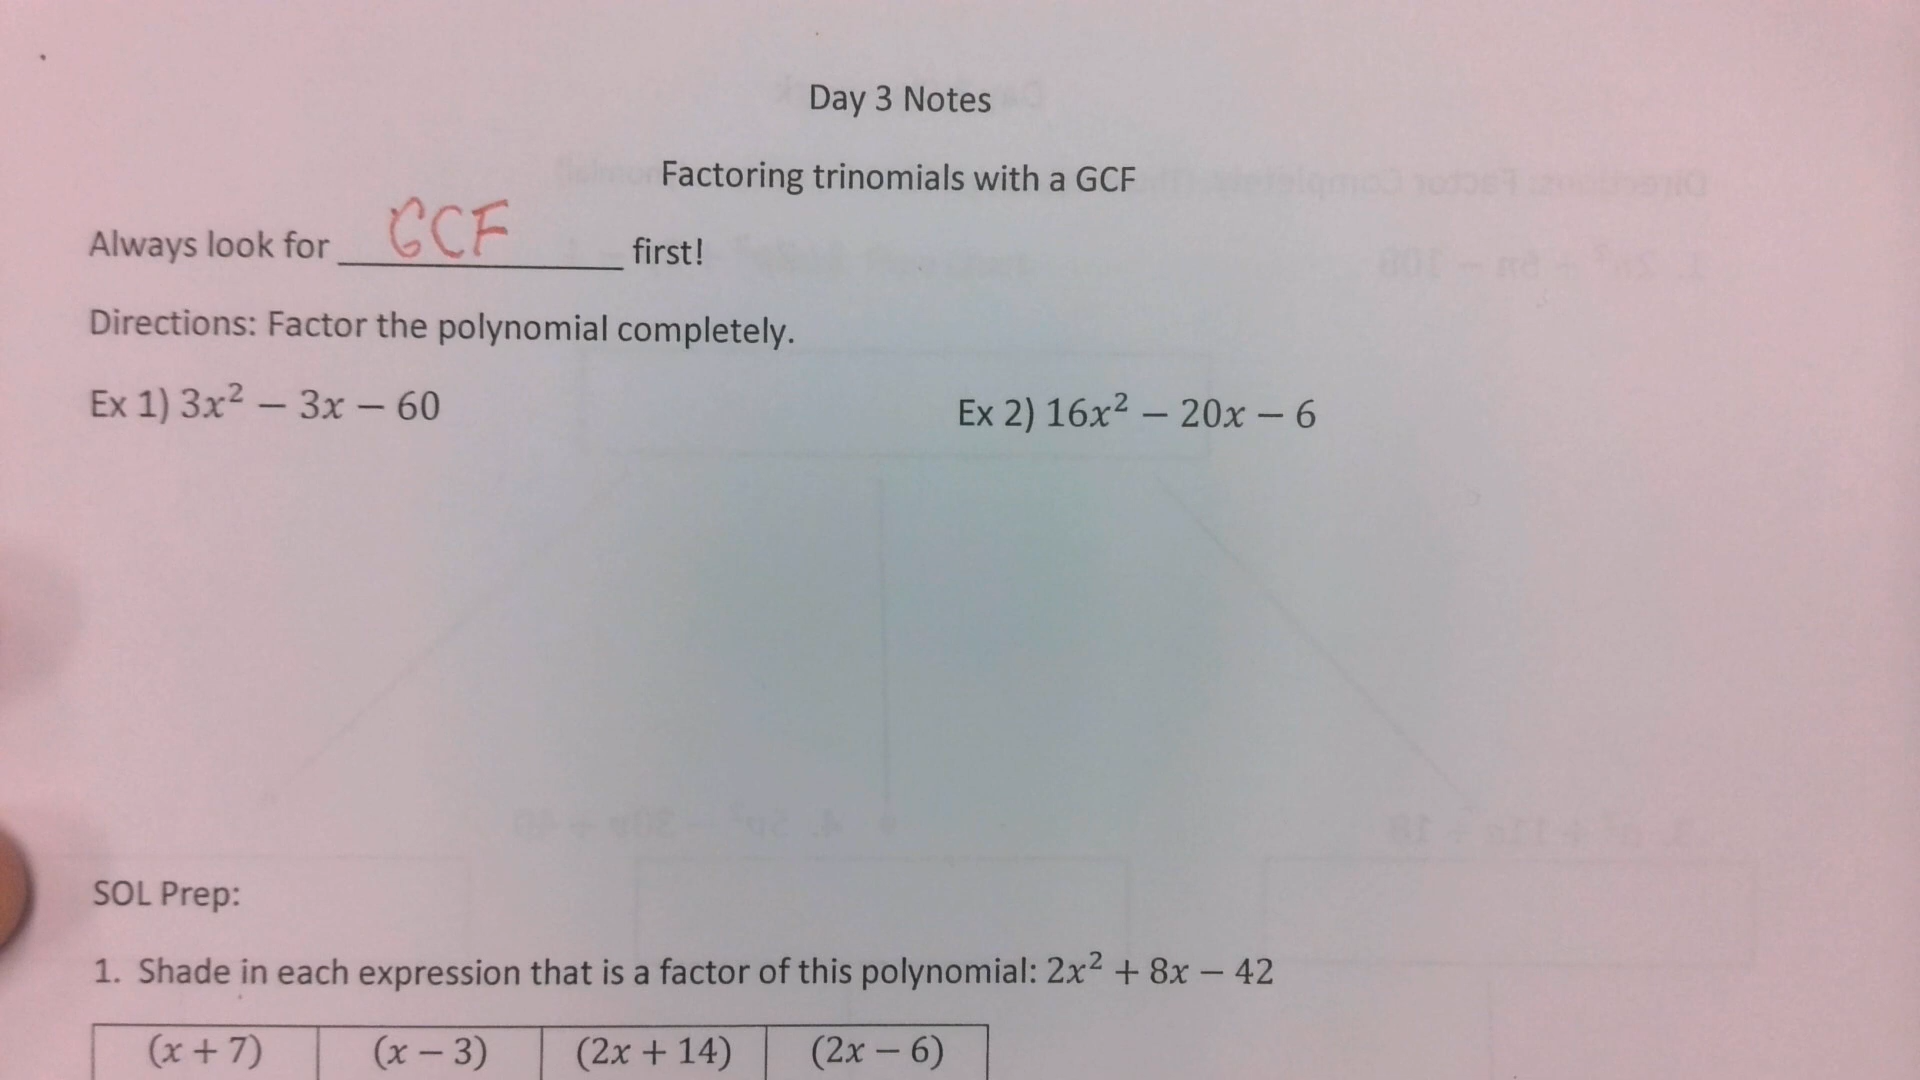 Day 3 Notes
Factoring trinomials with a GCF
Always look for GCF first!
Directions: Factor the polynomial completely.
Ex 1) 3x² – 3x – 60 Ex 2) 16x² – 20x – 6
SOL Prep:
1. Shade in each expression that is a factor of this polynomial: 2x² + 8x – 42
(x + 7) (x – 3) (2x + 14) (2x – 6)